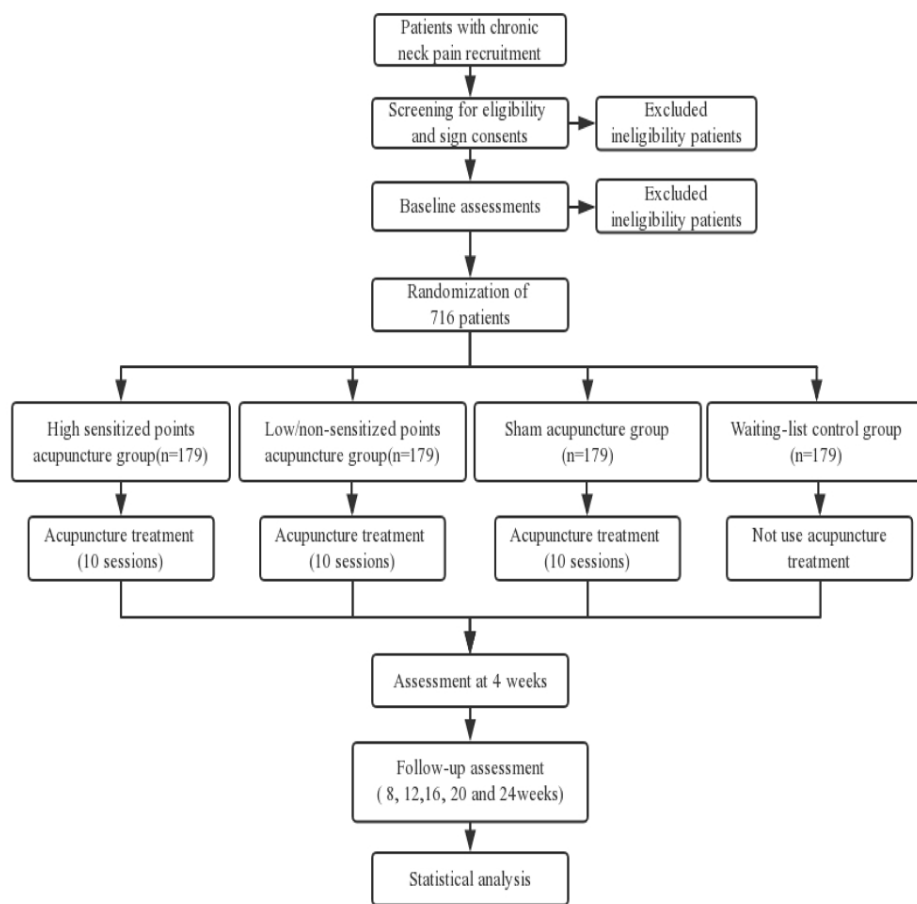 Patients with chronic
neck pain recruitment
Screening for eligibility
and sign consents
Excluded
ineligibility patients
Baseline assessments
Excluded
ineligibility patients
Randomization of
716 patients
High sensitized points
acupuncture group(n=179)
Low/non-sensitized points
acupuncture group(n=179)
Sham acupuncture group
(n=179)
Waiting-list control group
(n=179)
Acupuncture treatment
(10 sessions)
Acupuncture treatment
(10 sessions)
Acupuncture treatment
(10 sessions)
Not use acupuncture
treatment
Assessment at 4 weeks
Follow-up assessment
( 8, 12,16, 20 and 24weeks)
Statistical analysis